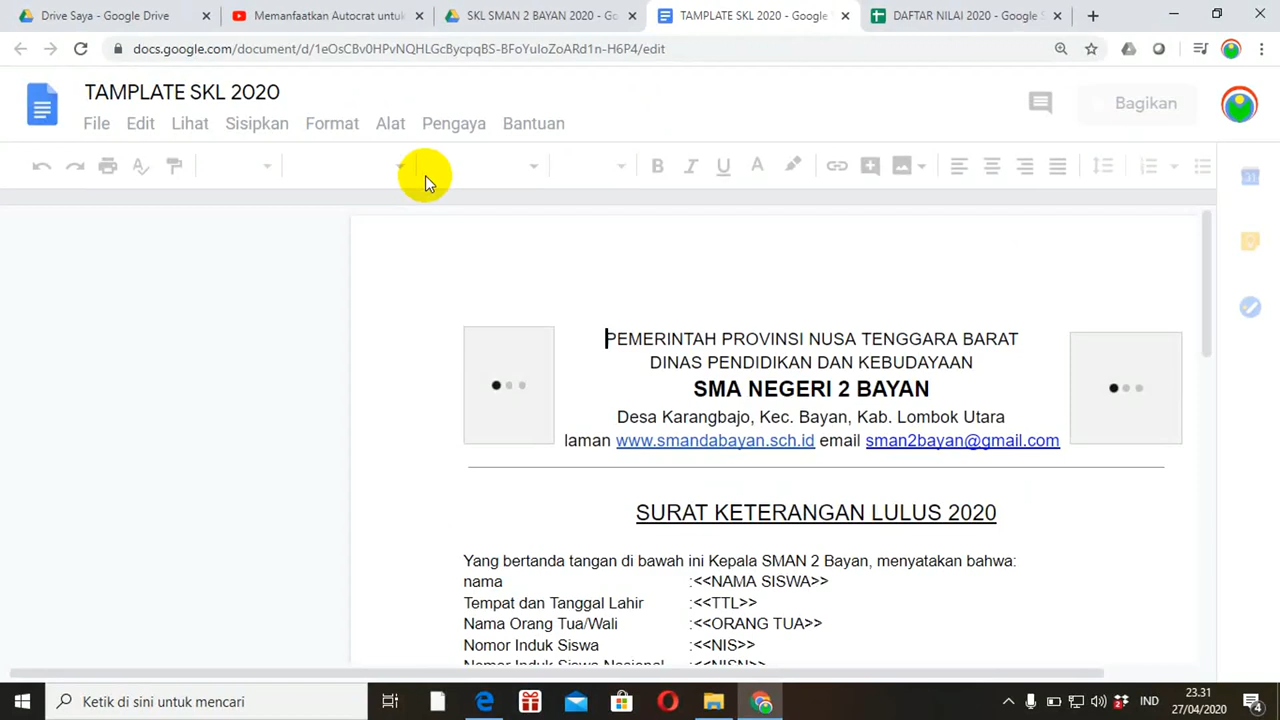 Drive Saya - Google Drive
Memanfaatkan Autocrat untuk
SKL SMAN 2 BAYAN 2020 - Go
TAMPLATE SKL 2020 - Google
DAFTAR NILAI 2020 - Google S
docs.google.com/document/d/1eOsCBv0HPvNQHLGcBycpqBS-BFoYuloZoARd1n-H6P4/edit
TAMPLATE SKL 2020
File Edit Lihat Sisipkan Format Alat Pengaya Bantuan
Bagikan
PEMERINTAH PROVINSI NUSA TENGGARA BARAT
DINAS PENDIDIKAN DAN KEBUDAYAAN
SMA NEGERI 2 BAYAN
Desa Karangbajo, Kec. Bayan, Kab. Lombok Utara
laman www.smandabayan.sch.id email sman2bayan@gmail.com
SURAT KETERANGAN LULUS 2020
Yang bertanda tangan di bawah ini Kepala SMAN 2 Bayan, menyatakan bahwa:
nama :<<NAMA SISWA>>
Tempat dan Tanggal Lahir :<<TTL>>
Nama Orang Tua/Wali :<<ORANG TUA>>
Nomor Induk Siswa :<<NIS>>
Nomor Induk Siswa Nasional :<<NISN>>
Ketik di sini untuk mencari
IND
23.31
27/04/2020
4